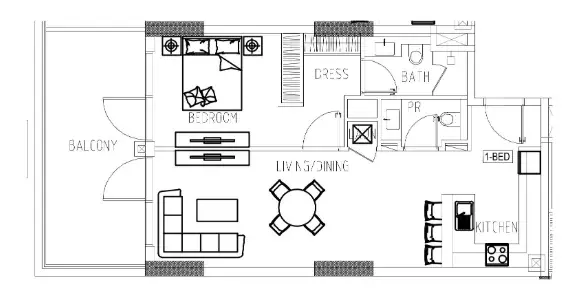 DRESS
BATH
PR
BEDROOM
BALCONY
LIVING/DINING
1-BED
KITCHEN